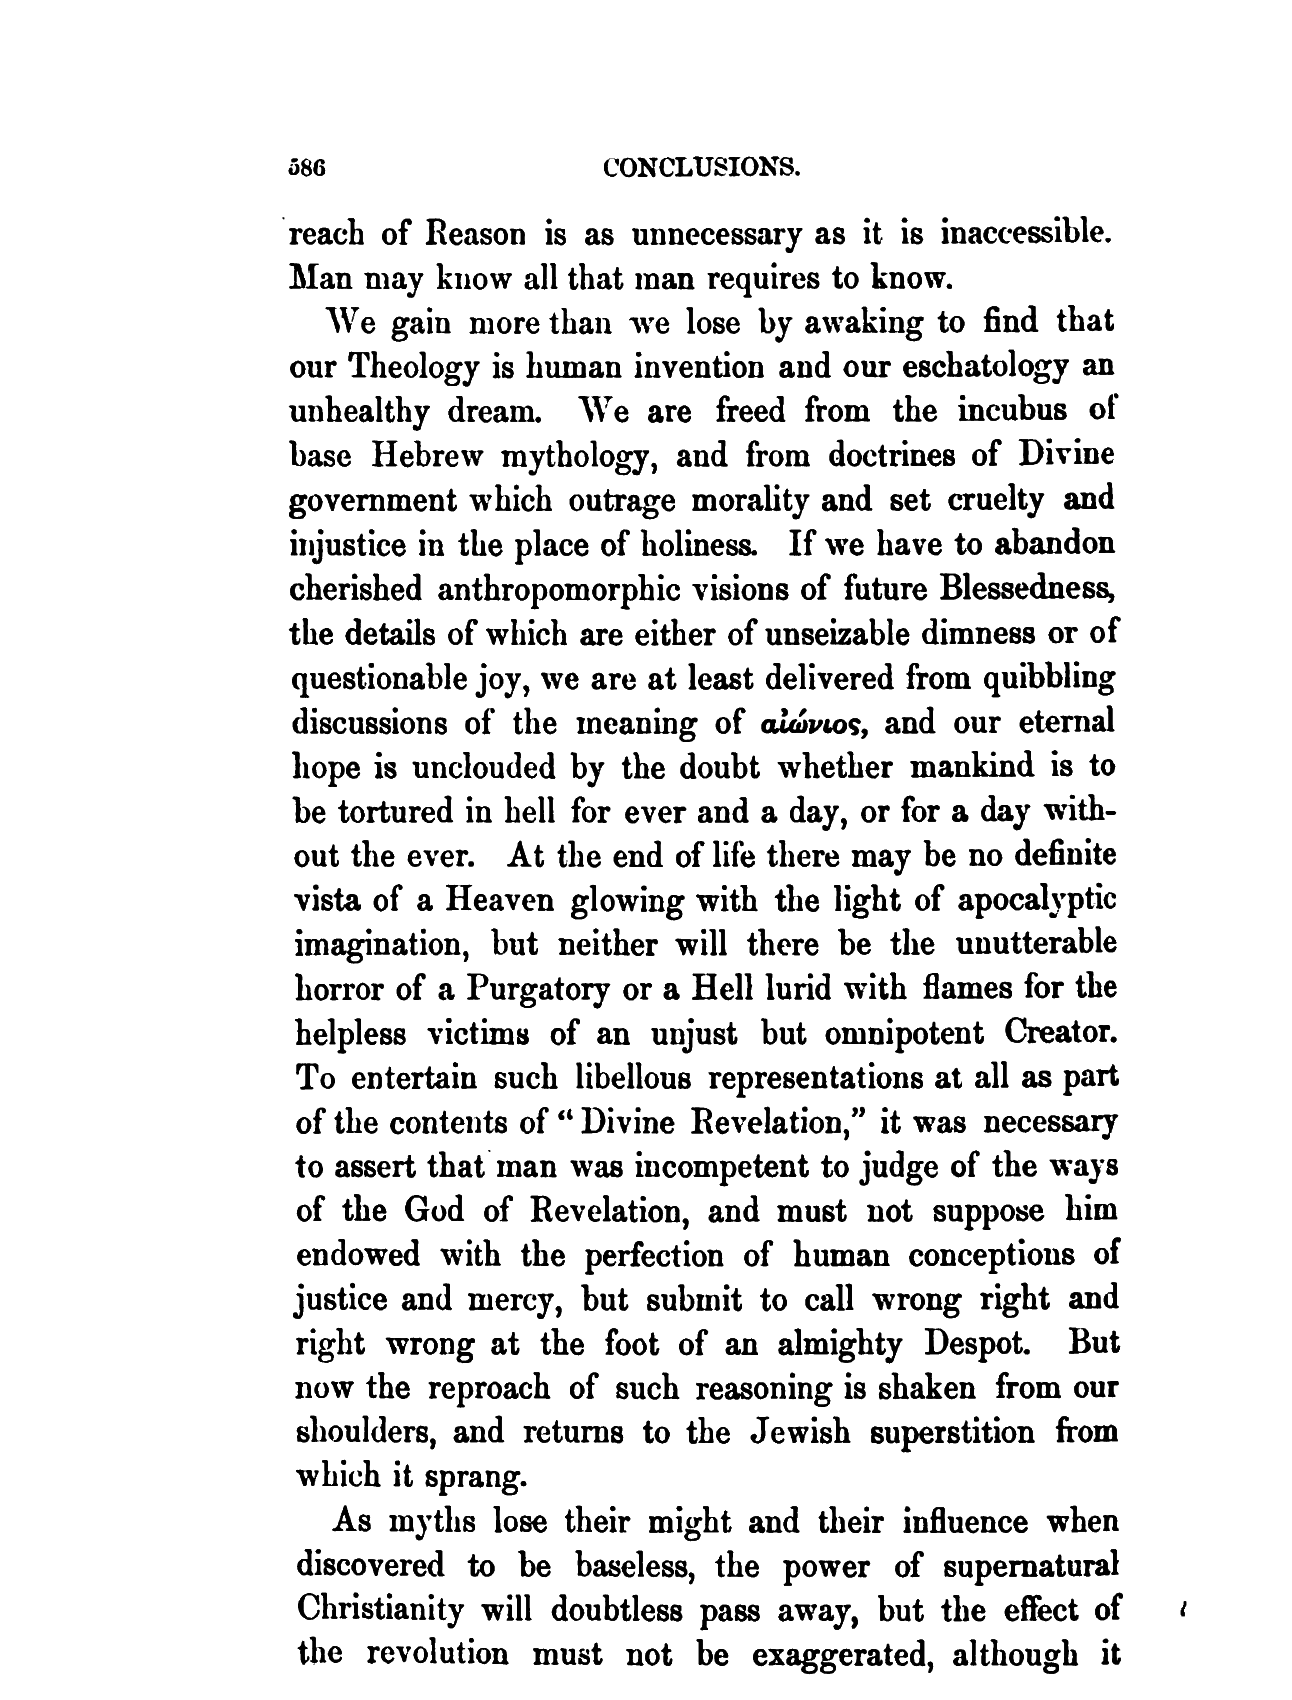 586 CONCLUSIONS.
reach of Reason is as unnecessary as it is inaccessible.
Man may know all that man requires to know.
We gain more than we lose by awaking to find that
our Theology is human invention and our eschatology an
unhealthy dream. We are freed from the incubus of
base Hebrew mythology, and from doctrines of Divine
government which outrage morality and set cruelty and
injustice in the place of holiness. If we have to abandon
cherished anthropomorphic visions of future Blessedness,
the details of which are either of unseizable dimness or of
questionable joy, we are at least delivered from quibbling
discussions of the meaning of αἰώνιος, and our eternal
hope is unclouded by the doubt whether mankind is to
be tortured in hell for ever and a day, or for a day with-
out the ever. At the end of life there may be no definite
vista of a Heaven glowing with the light of apocalyptic
imagination, but neither will there be the unutterable
horror of a Purgatory or a Hell lurid with flames for the
helpless victims of an unjust but omnipotent Creator.
To entertain such libellous representations at all as part
of the contents of “Divine Revelation,” it was necessary
to assert that man was incompetent to judge of the ways
of the God of Revelation, and must not suppose him
endowed with the perfection of human conceptions of
justice and mercy, but submit to call wrong right and
right wrong at the foot of an almighty Despot. But
now the reproach of such reasoning is shaken from our
shoulders, and returns to the Jewish superstition from
which it sprang.
As myths lose their might and their influence when
discovered to be baseless, the power of supernatural
Christianity will doubtless pass away, but the effect of
the revolution must not be exaggerated, although it